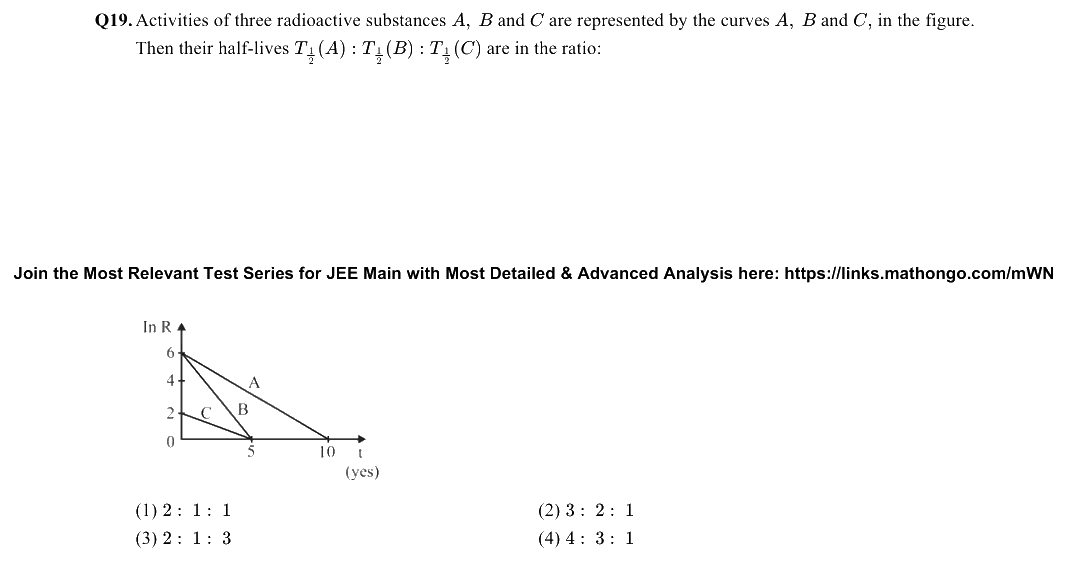 Q19. Activities of three radioactive substances A, B and C are represented by the curves A, B and C, in the figure.
Then their half-lives T_{1/2}(A) : T_{1/2}(B) : T_{1/2}(C) are in the ratio:
Join the Most Relevant Test Series for JEE Main with Most Detailed & Advanced Analysis here: https://links.mathongo.com/mWN
In R
6
4
A
2
C
B
0
5
10
t
(yes)
(1) 2 : 1 : 1
(2) 3 : 2 : 1
(3) 2 : 1 : 3
(4) 4 : 3 : 1